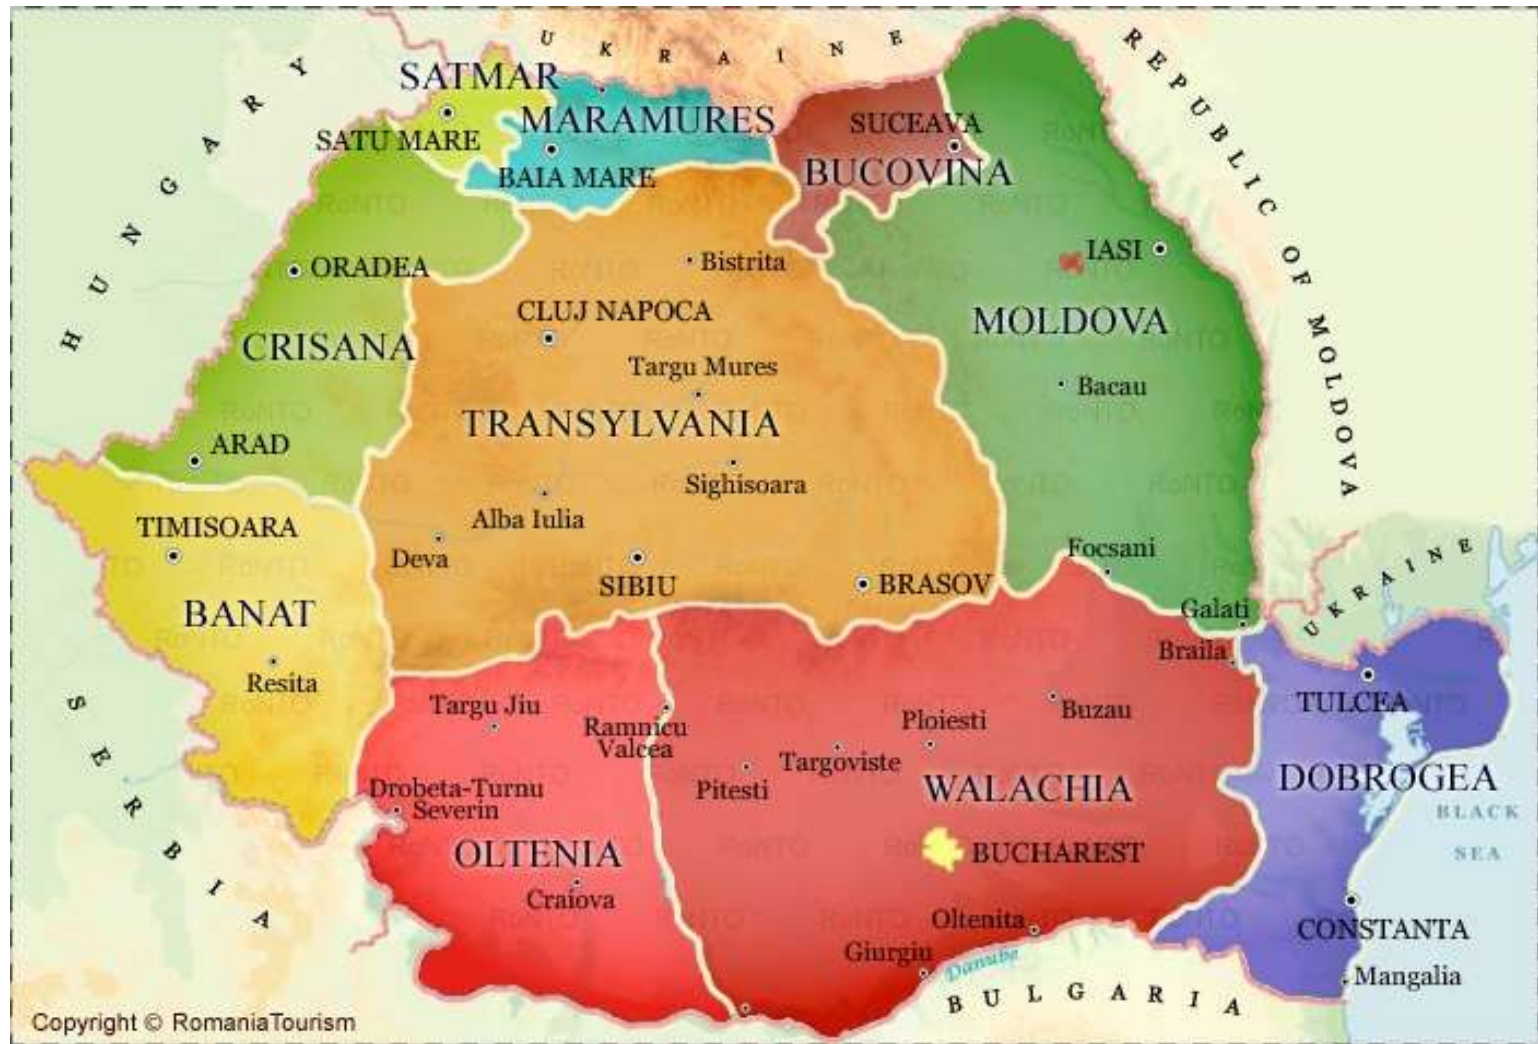 UKRAINE
HUNGARY
REPUBLIC OF MOLDOVA
SATMAR
SATU MARE
MARAMURES
BAIA MARE
SUCEAVA
BUCOVINA
IASI
ORADEA
Bistrita
CLUJ NAPOCA
MOLDOVA
CRISANA
Targu Mures
Bacau
TRANSYLVANIA
ARAD
Sighisoara
Alba Iulia
TIMISOARA
Deva
SIBIU
BRASOV
Focsani
UKRAINE
BANAT
Galati
Braila
Resita
SERBIA
Targu Jiu
Ramnicu
Valcea
Ploiesti
Buzau
TULCEA
Targoviste
Pitesti
DOBROGEA
Drobeta-Turnu
Severin
WALACHIA
BLACK
SEA
OLTENIA
BUCHAREST
Craiova
Oltenita
CONSTANTA
Giurgiu
Danube
Mangalia
BULGARIA
Copyright © RomaniaTourism